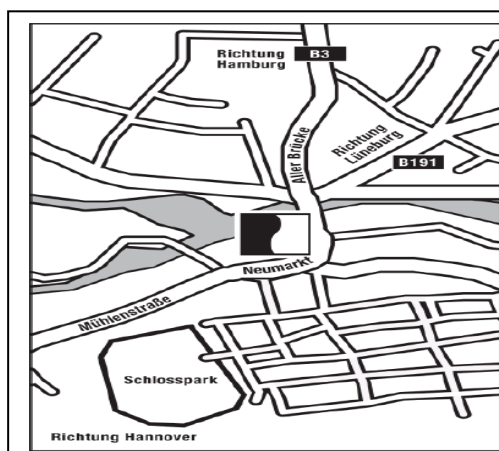 Richtung
Hamburg
B3
Aller Brücke
Richtung
Lüneburg
B191
Neumarkt
Mühlenstraße
Schlosspark
Richtung Hannover